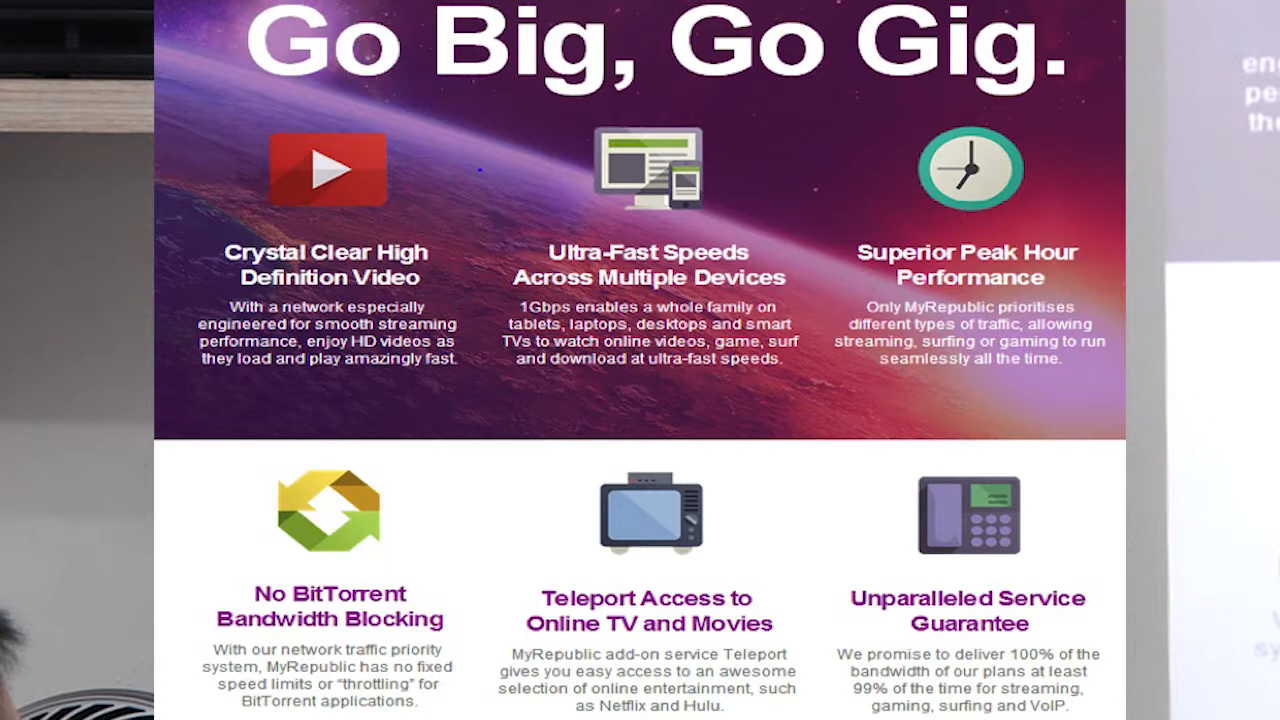 Go Big, Go Gig.
Crystal Clear High
Definition Video
With a network especially
engineered for smooth streaming
performance, enjoy HD videos as
they load and play amazingly fast.
Ultra-Fast Speeds
Across Multiple Devices
1Gbps enables a whole family on
tablets, laptops, desktops and smart
TVs to watch online videos, game, surf
and download at ultra-fast speeds.
Superior Peak Hour
Performance
Only MyRepublic prioritises
different types of traffic, allowing
streaming, surfing or gaming to run
seamlessly all the time.
No BitTorrent
Bandwidth Blocking
With our network traffic priority
system, MyRepublic has no fixed
speed limits or “throttling” for
BitTorrent applications.
Teleport Access to
Online TV and Movies
MyRepublic add-on service Teleport
gives you easy access to an awesome
selection of online entertainment, such
as Netflix and Hulu.
Unparalleled Service
Guarantee
We promise to deliver 100% of the
bandwidth of our plans at least
99% of the time for streaming,
gaming, surfing and VoIP.